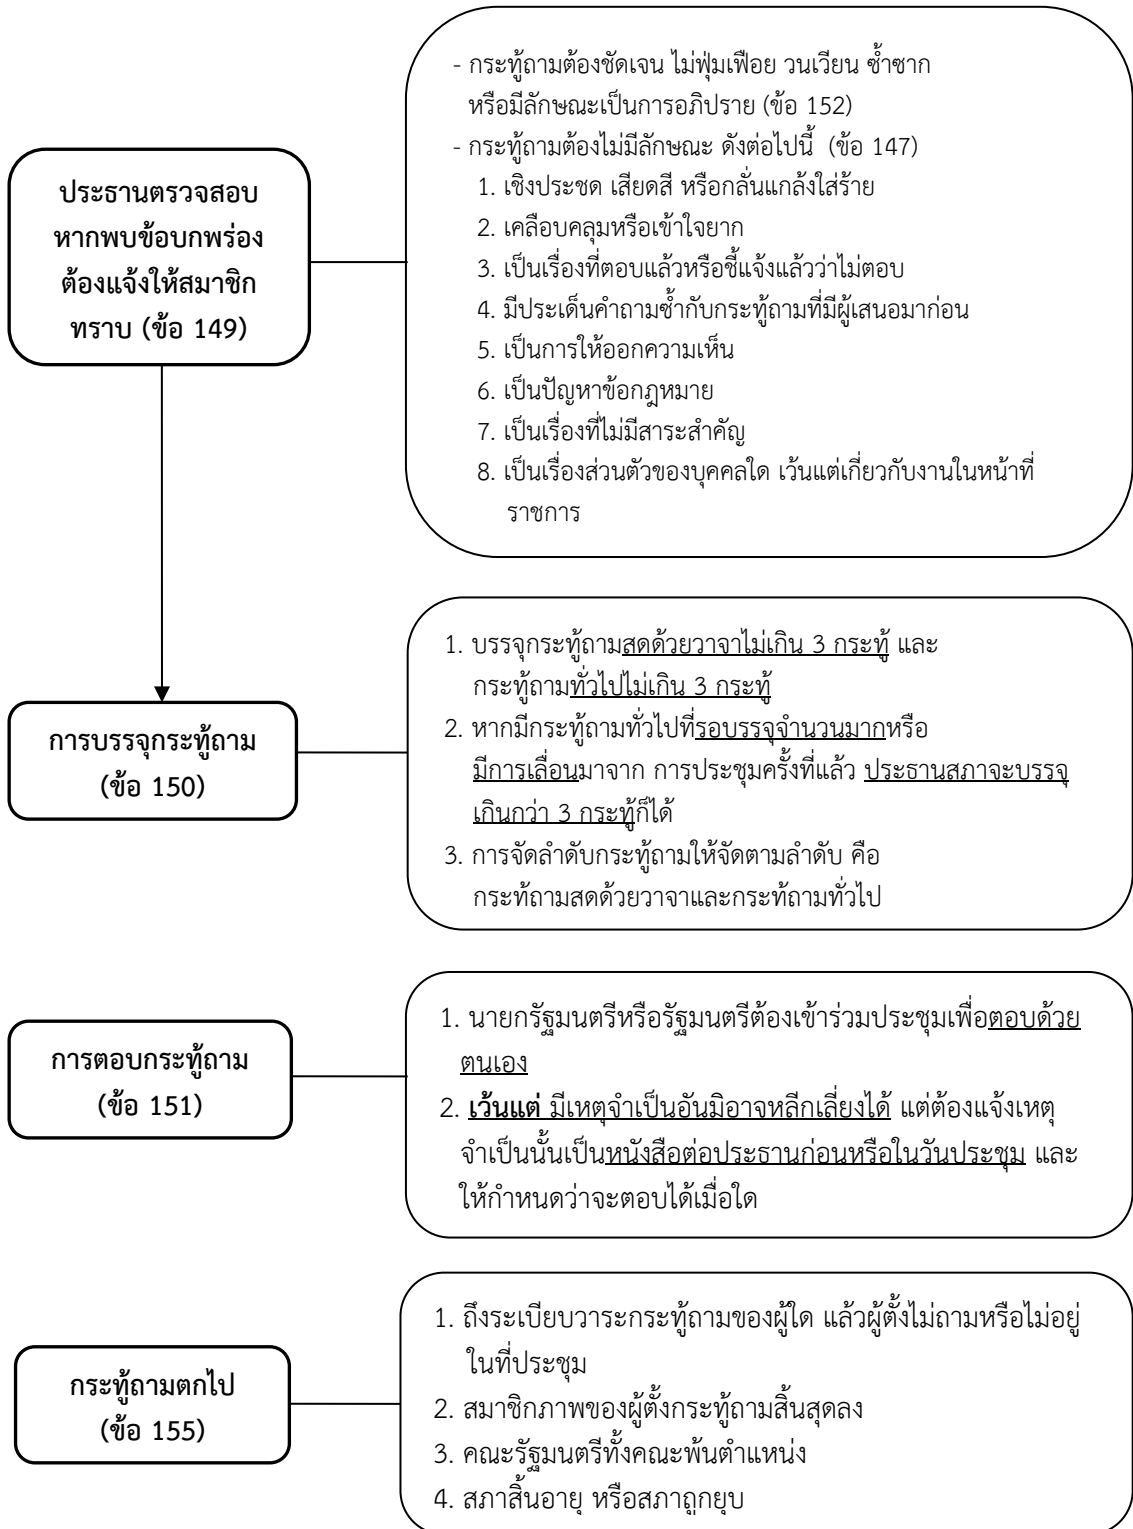 - กระทู้ถามต้องชัดเจน ไม่ฟุ่มเฟือย วนเวียน ซ้ำซาก
หรือมีลักษณะเป็นการอภิปราย (ข้อ 152)
- กระทู้ถามต้องไม่มีลักษณะ ดังต่อไปนี้ (ข้อ 147)
1. เชิงประชด เสียดสี หรือกลั่นแกล้งใส่ร้าย
2. เคลือบคลุมหรือเข้าใจยาก
3. เป็นเรื่องที่ตอบแล้วหรือชี้แจงแล้วว่าไม่ตอบ
4. มีประเด็นคำถามซ้ำกับกระทู้ถามที่มีผู้เสนอมาก่อน
5. เป็นการให้ออกความเห็น
6. เป็นปัญหาข้อกฎหมาย
7. เป็นเรื่องที่ไม่มีสาระสำคัญ
8. เป็นเรื่องส่วนตัวของบุคคลใด เว้นแต่เกี่ยวกับงานในหน้าที่
ราชการ
ประธานตรวจสอบ
หากพบข้อบกพร่อง
ต้องแจ้งให้สมาชิก
ทราบ (ข้อ 149)
การบรรจุกระทู้ถาม
(ข้อ 150)
1. บรรจุกระทู้ถามสดด้วยวาจาไม่เกิน 3 กระทู้ และ
กระทู้ถามทั่วไปไม่เกิน 3 กระทู้
2. หากมีกระทู้ถามทั่วไปที่รอบรรจุจำนวนมากหรือ
มีการเลื่อนมาจาก การประชุมครั้งที่แล้ว ประธานสภาจะบรรจุ
เกินกว่า 3 กระทู้ก็ได้
3. การจัดลำดับกระทู้ถามให้จัดตามลำดับ คือ
กระทู้ถามสดด้วยวาจาและกระทู้ถามทั่วไป
การตอบกระทู้ถาม
(ข้อ 151)
1. นายกรัฐมนตรีหรือรัฐมนตรีต้องเข้าร่วมประชุมเพื่อตอบด้วย
ตนเอง
2. เว้นแต่ มีเหตุจำเป็นอันมิอาจหลีกเลี่ยงได้ แต่ต้องแจ้งเหตุ
จำเป็นนั้นเป็นหนังสือต่อประธานก่อนหรือในวันประชุม และ
ให้กำหนดว่าจะตอบได้เมื่อใด
กระทู้ถามตกไป
(ข้อ 155)
1. ถึงระเบียบวาระกระทู้ถามของผู้ใด แล้วผู้ตั้งไม่ถามหรือไม่อยู่
ในที่ประชุม
2. สมาชิกภาพของผู้ตั้งกระทู้ถามสิ้นสุดลง
3. คณะรัฐมนตรีทั้งคณะพ้นตำแหน่ง
4. สภาสิ้นอายุ หรือสภาถูกยุบ